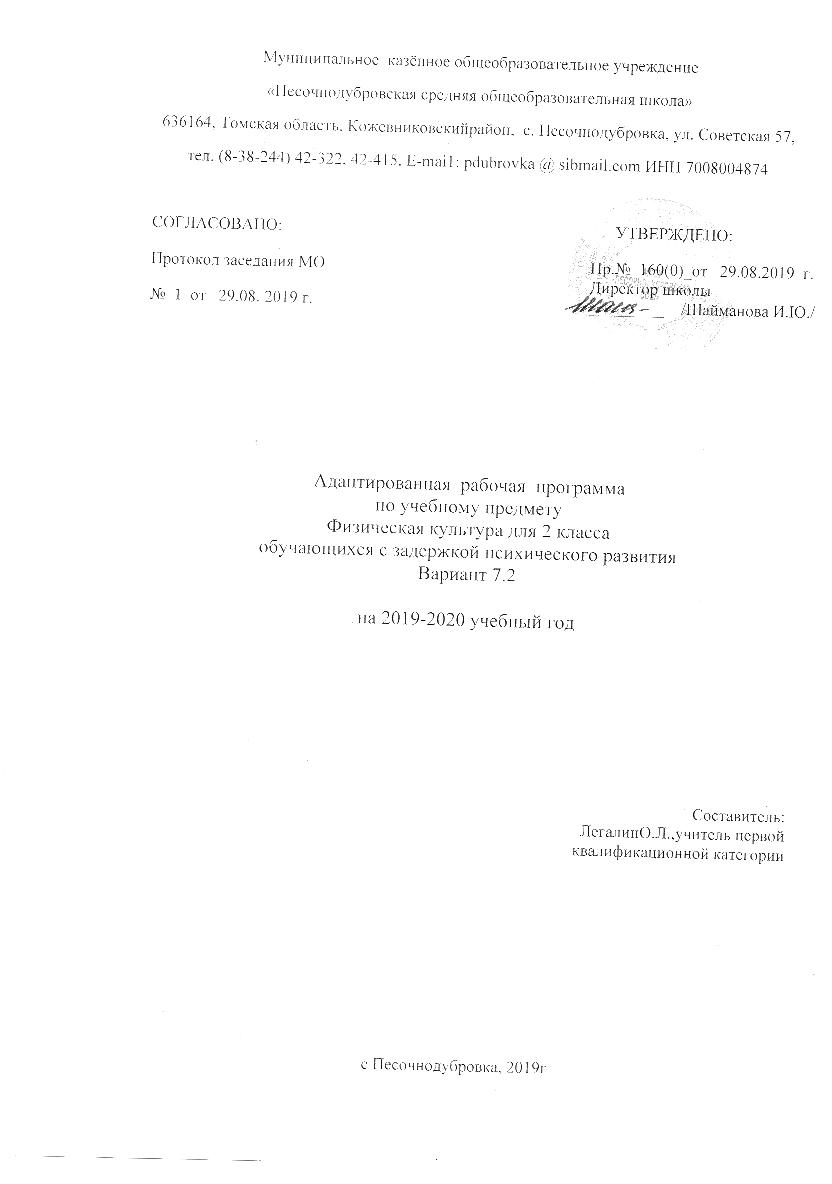 Муниципальное казённое общеобразовательное учреждение
«Песочнодубровская средняя общеобразовательная школа»
636164, Томская область, Кожевниковскийрайон, с. Песочнодубровка, ул. Советская 57,
тел. (8-38-244) 42-322, 42-415, E-mail: pdubrovka @ sibmail.com ИНН 7008004874
СОГЛАСОВАНО:
Протокол заседания МО
№ 1 от 29.08. 2019 г.
УТВЕРЖДЕНО:
Пр.№ 160(0)_от 29.08.2019 г.
Директор школы
/Шайманова И.Ю./
Адаптированная рабочая программа
по учебному предмету
Физическая культура для 2 класса
обучающихся с задержкой психического развития
Вариант 7.2
на 2019-2020 учебный год
Составитель:
учитель первой
квалификационной категории
с Песочнодубровка, 2019г